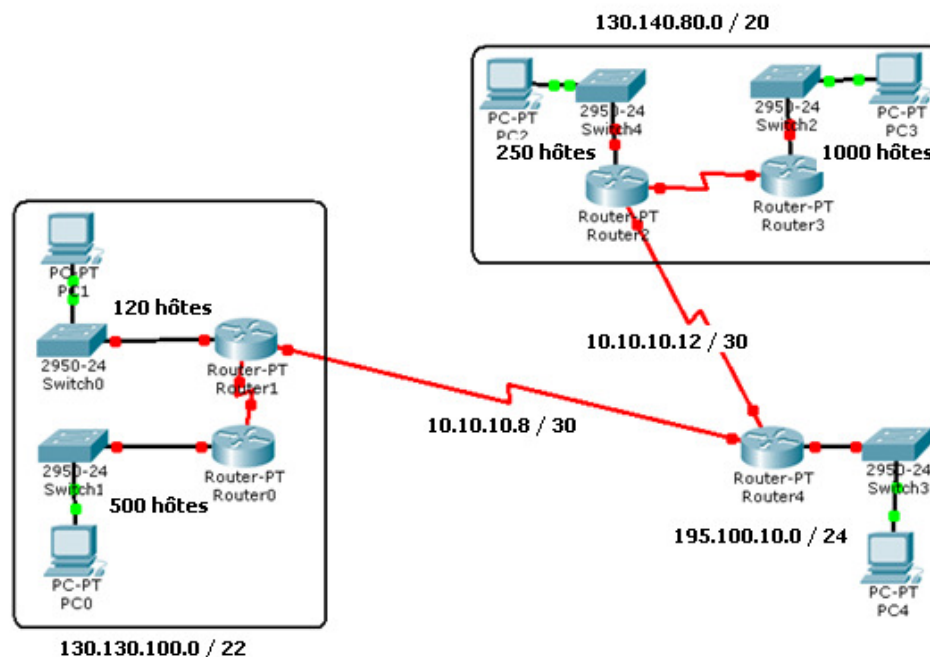 130.140.80.0 / 20
PC-PT
PC2
2950-24
Switch4
250 hôtes
2950-24
Switch2
PC-PT
PC3
1000 hôtes
Router-PT
Router2
Router-PT
Router3
PC-PT
PC1
120 hôtes
2950-24
Switch0
Router-PT
Router1
10.10.10.12 / 30
10.10.10.8 / 30
2950-24
Switch1
500 hôtes
Router-PT
Router0
PC-PT
PC0
Router-PT
Router4
2950-24
Switch3
195.100.10.0 / 24
PC-PT
PC4
130.130.100.0 / 22